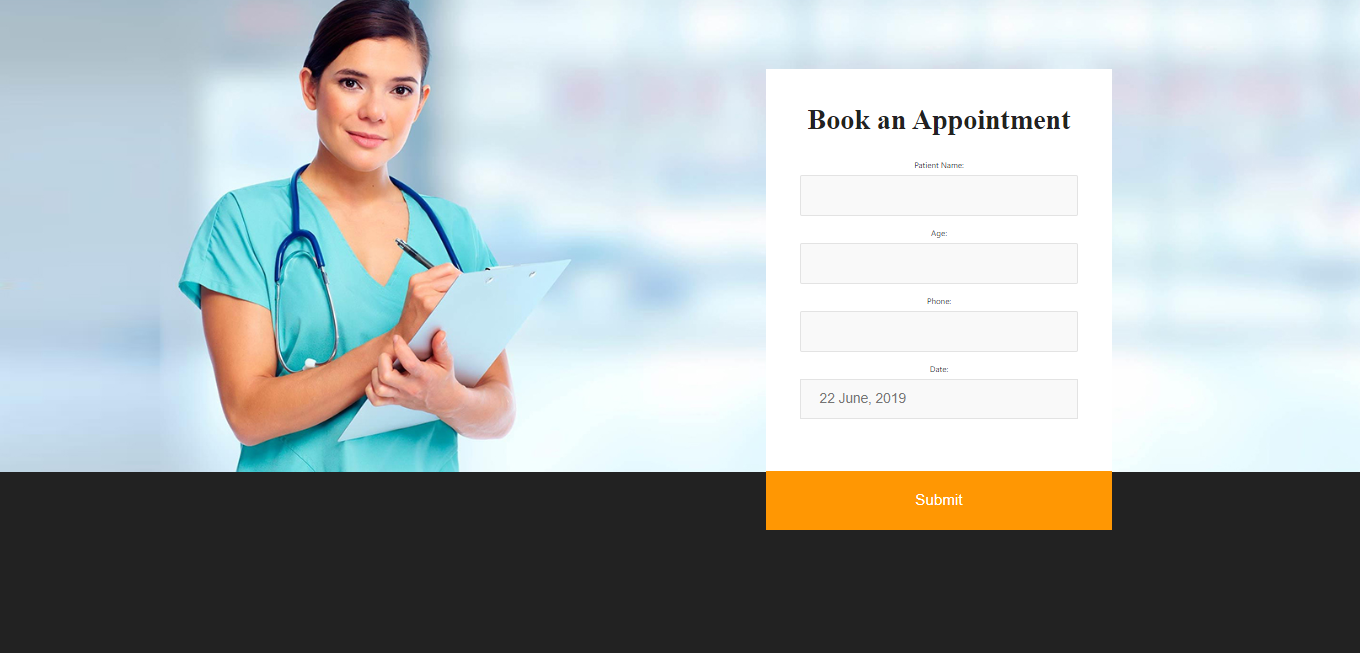 Book an Appointment
Patient Name:
Age:
Phone:
Date:
22 June, 2019
Submit